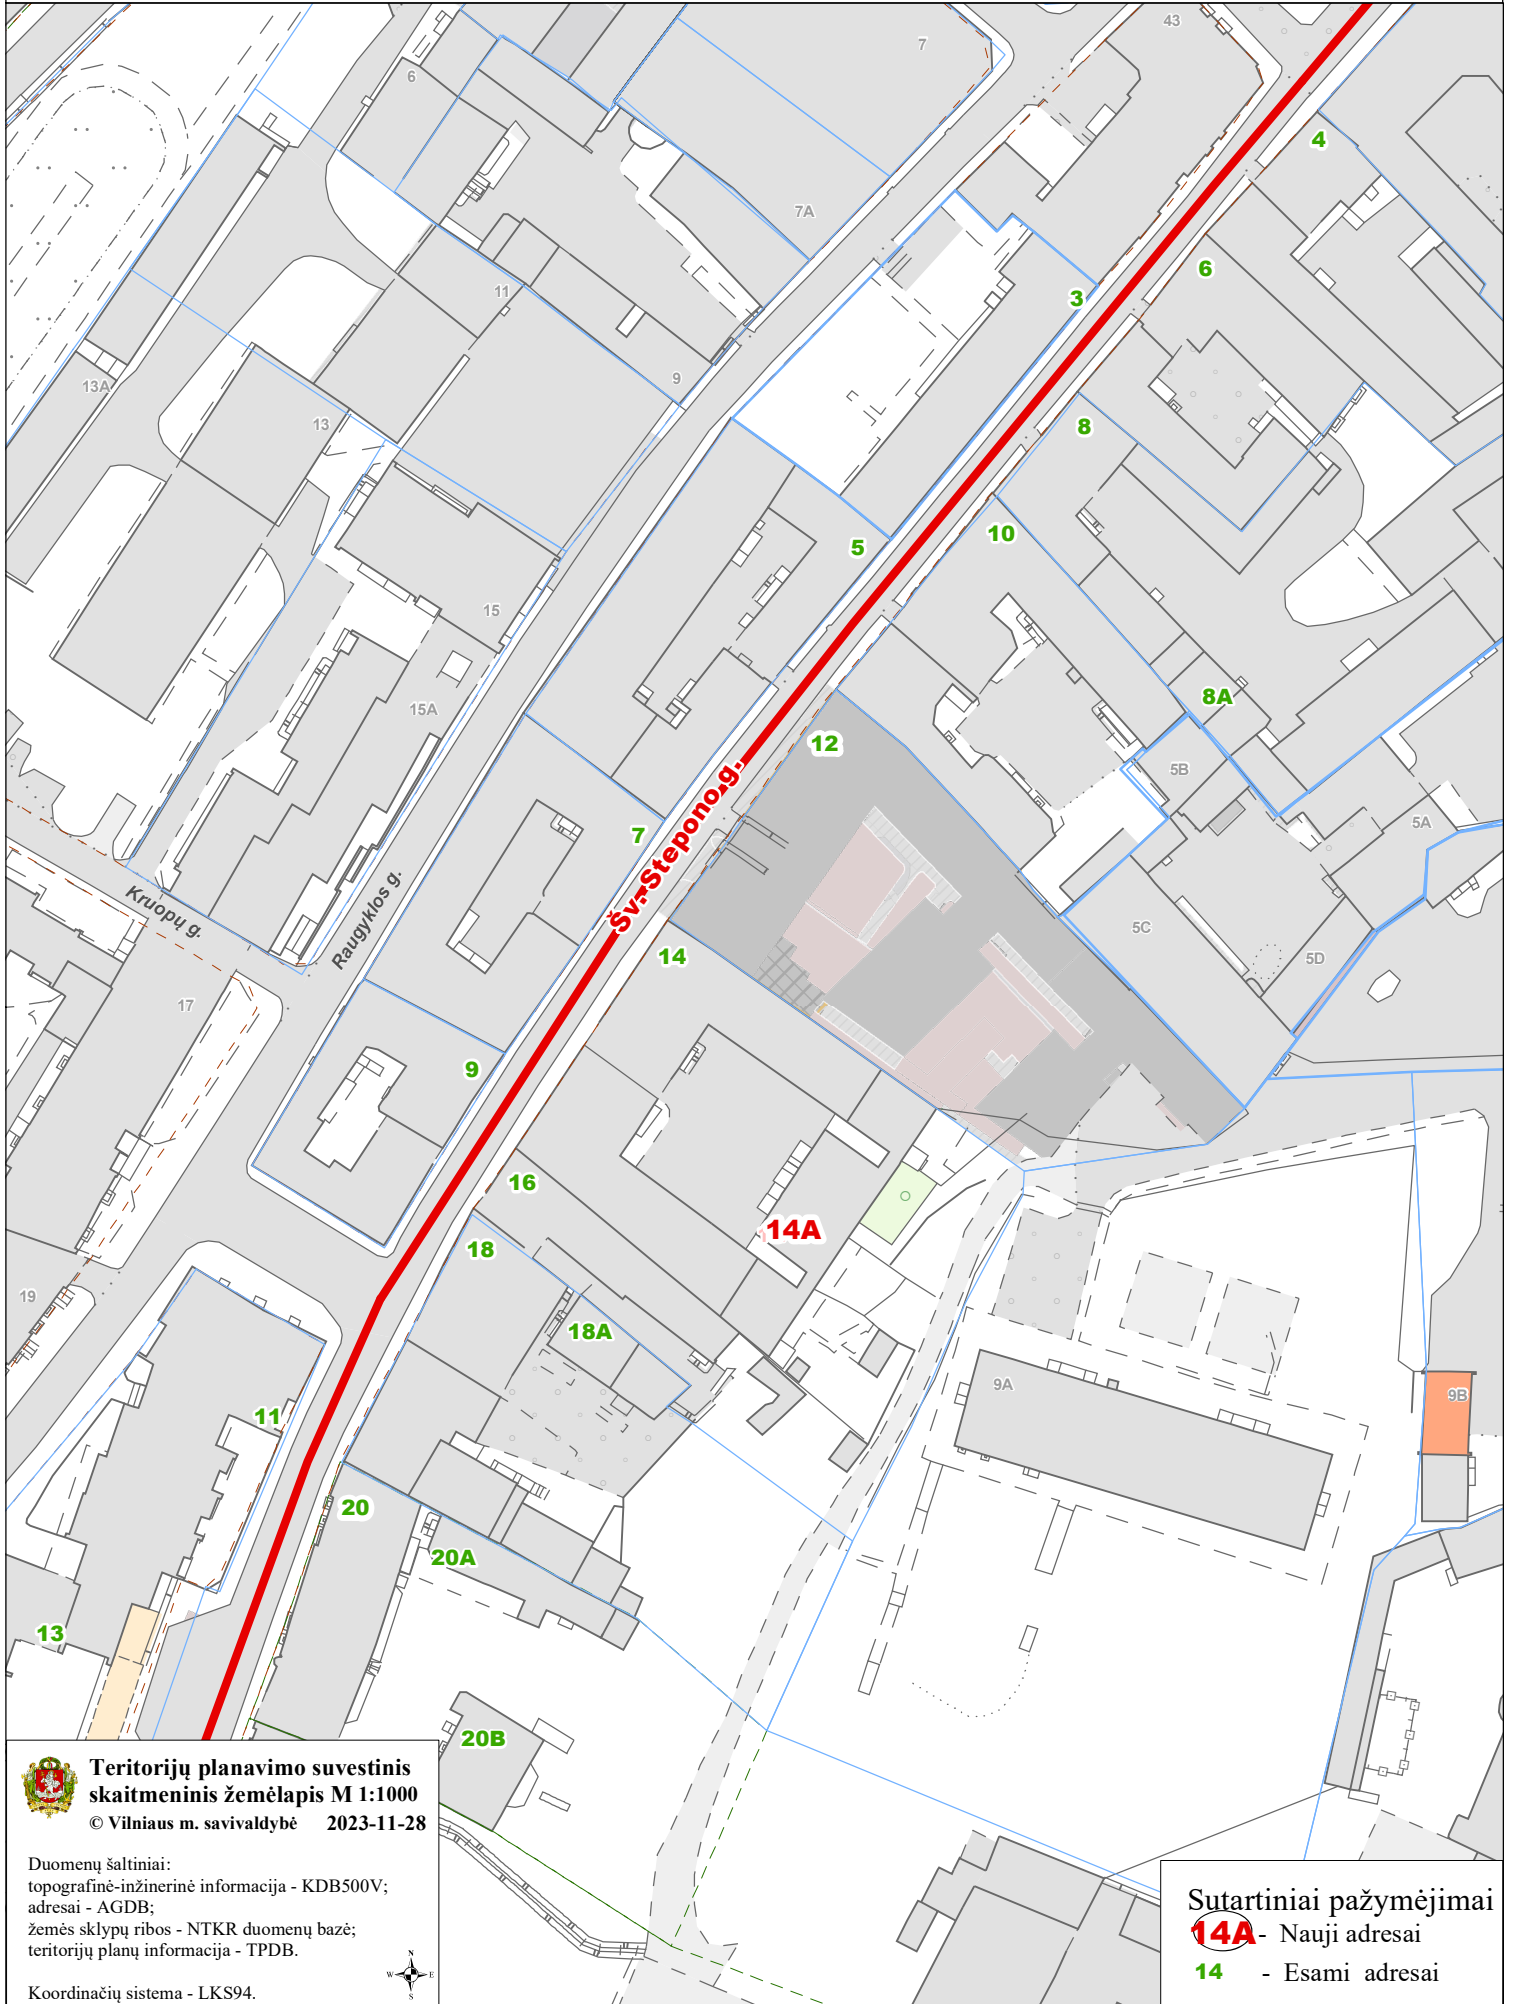 43
7
6
4
7A
6
11
3
9
13A
13
8
10
5
15
8A
15A
12
5B
5A
7
Šv. Stepono g.
Kruopų g.
Raugyklos g.
5C
14
5D
17
9
16
14A
18
19
18A
9A
9B
11
20
20A
13
20B
Teritorijų planavimo suvestinis
skaitmeninis žemėlapis M 1:1000
© Vilniaus m. savivaldybė 2023-11-28
Duomenų šaltiniai:
topografinė-inžinerinė informacija - KDB500V;
adresai - AGDB;
žemės sklypų ribos - NTKR duomenų bazė;
teritorijų planų informacija - TPDB.
Koordinačių sistema - LKS94.
N
W E
S
Sutartiniai pažymėjimai
14A - Nauji adresai
14 - Esami adresai